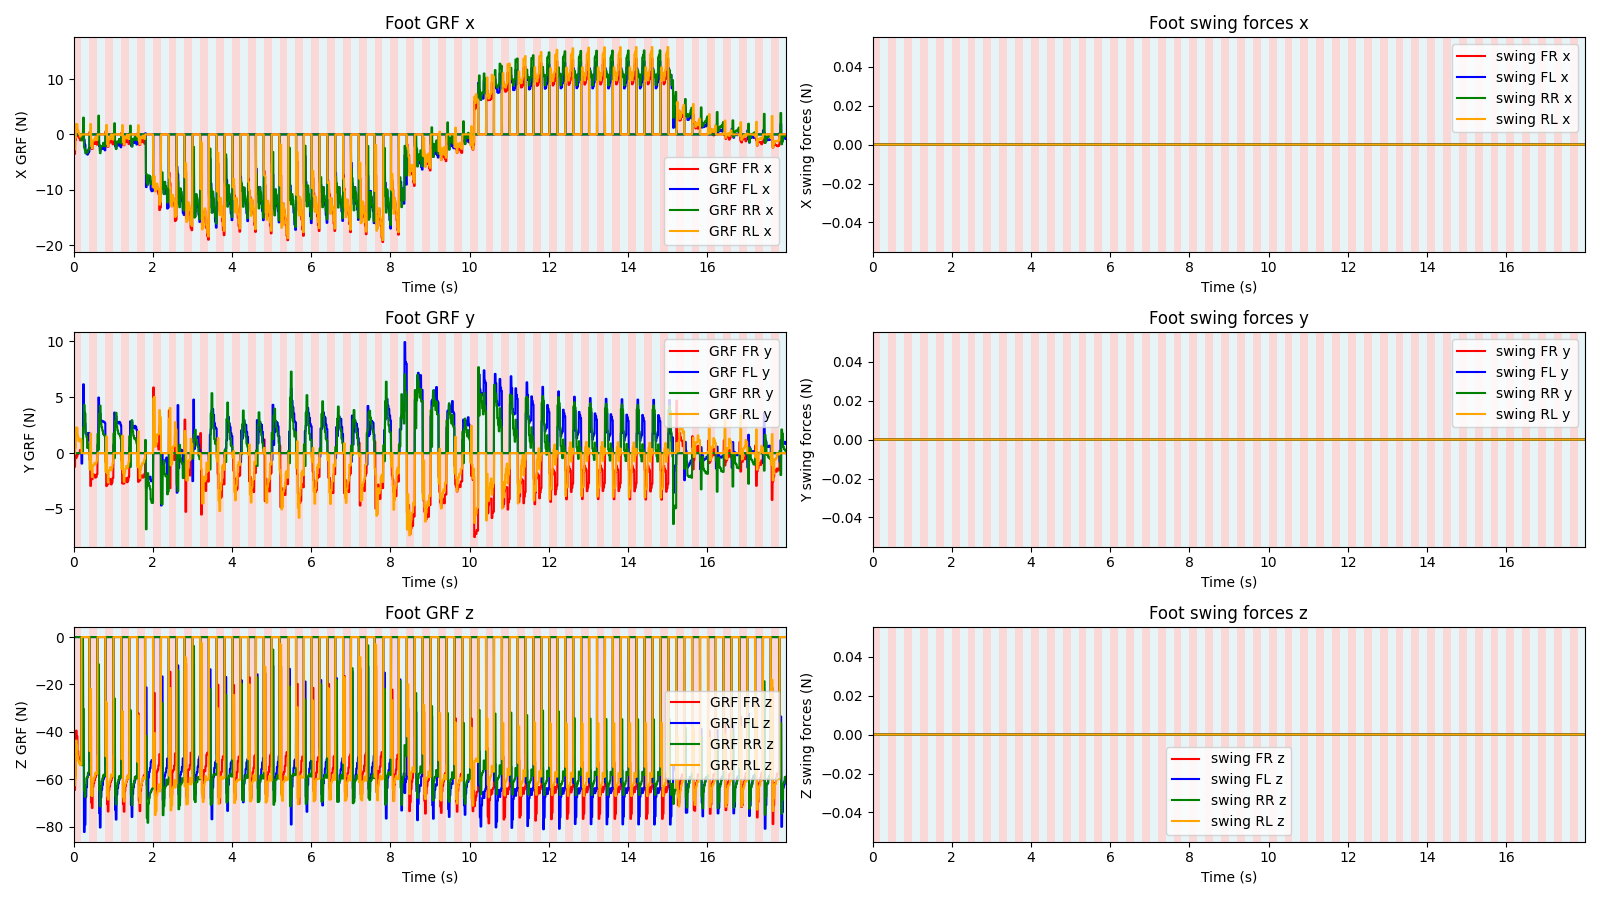 Foot GRF x
X GRF (N)
10
0
−10
−20
GRF FR x
GRF FL x
GRF RR x
GRF RL x
0 2 4 6 8 10 12 14 16
Time (s)
Foot swing forces x
X swing forces (N)
0.04
0.02
0.00
−0.02
−0.04
swing FR x
swing FL x
swing RR x
swing RL x
0 2 4 6 8 10 12 14 16
Time (s)
Foot GRF y
Y GRF (N)
10
5
0
−5
GRF FR y
GRF FL y
GRF RR y
GRF RL y
0 2 4 6 8 10 12 14 16
Time (s)
Foot swing forces y
Y swing forces (N)
0.04
0.02
0.00
−0.02
−0.04
swing FR y
swing FL y
swing RR y
swing RL y
0 2 4 6 8 10 12 14 16
Time (s)
Foot GRF z
Z GRF (N)
0
−20
−40
−60
−80
GRF FR z
GRF FL z
GRF RR z
GRF RL z
0 2 4 6 8 10 12 14 16
Time (s)
Foot swing forces z
Z swing forces (N)
0.04
0.02
0.00
−0.02
−0.04
swing FR z
swing FL z
swing RR z
swing RL z
0 2 4 6 8 10 12 14 16
Time (s)